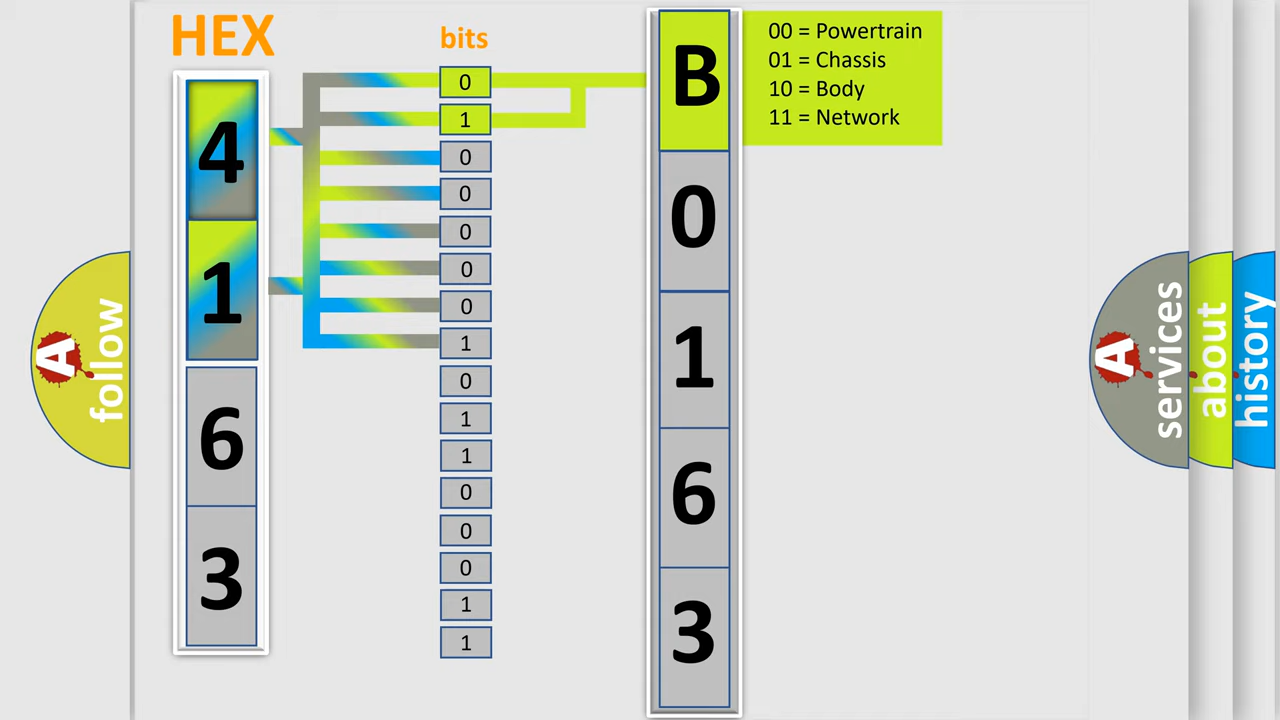 HEX
bits
4
1
6
3
0
1
0
0
0
0
0
1
0
1
1
0
0
0
1
1
B
0
1
6
3
00 = Powertrain
01 = Chassis
10 = Body
11 = Network
A
follow
A
services
about
history